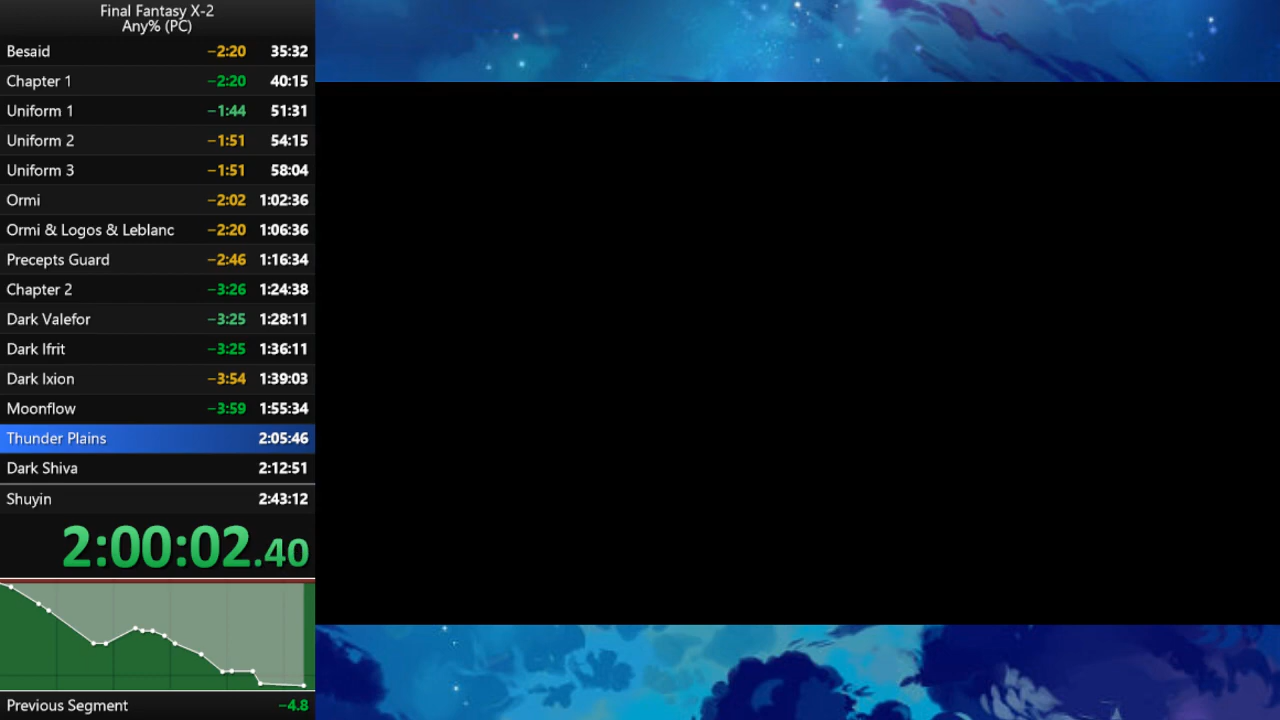 Final Fantasy X-2
Any% (PC)
Besaid −2:20 35:32
Chapter 1 −2:20 40:15
Uniform 1 −1:44 51:31
Uniform 2 −1:51 54:15
Uniform 3 −1:51 58:04
Ormi −2:02 1:02:36
Ormi & Logos & Leblanc −2:20 1:06:36
Precepts Guard −2:46 1:16:34
Chapter 2 −3:26 1:24:38
Dark Valefor −3:25 1:28:11
Dark Ifrit −3:25 1:36:11
Dark Ixion −3:54 1:39:03
Moonflow −3:59 1:55:34
Thunder Plains 2:05:46
Dark Shiva 2:12:51
Shuyin 2:43:12
2:00:02.40
Previous Segment −4.8